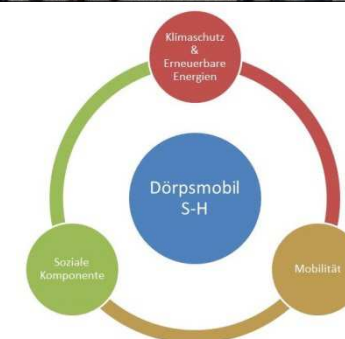 Klimaschutz
&
Erneuerbare
Energien
Dörpsmobil
S-H
Soziale
Komponente
Mobilität